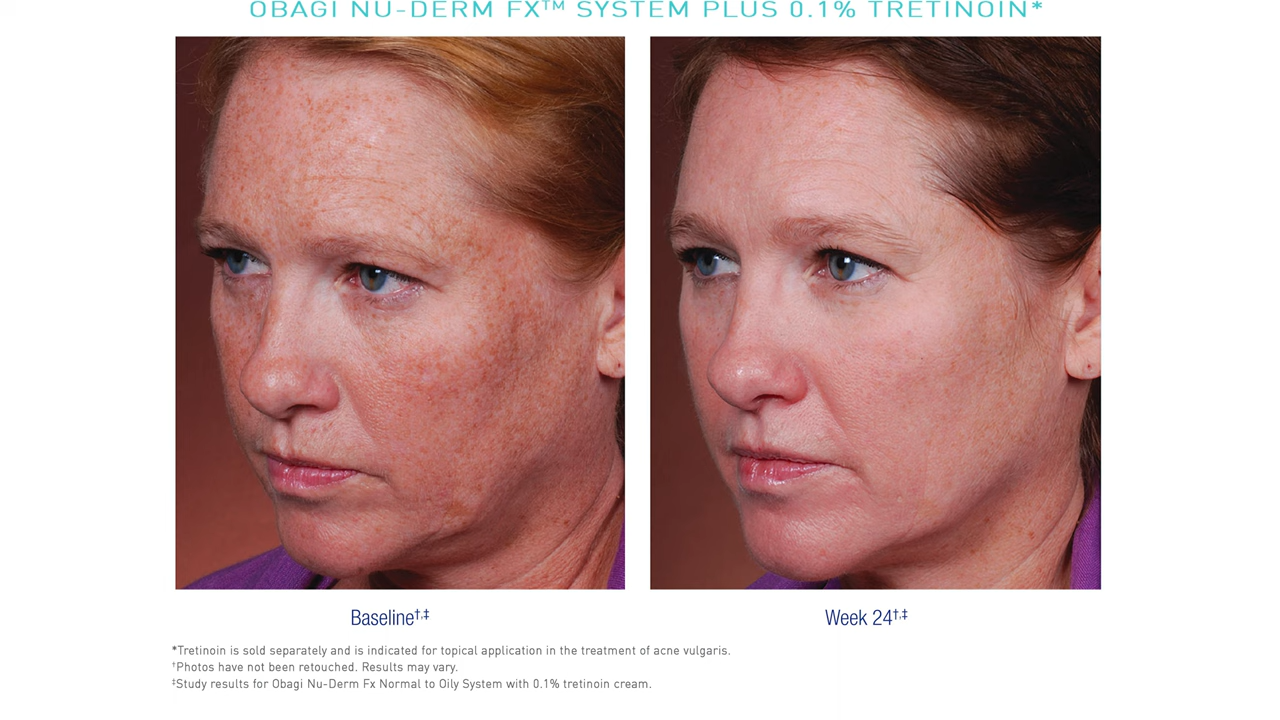 OBAGI NU-DERM FX™ SYSTEM PLUS 0.1% TRETINOIN*
Baseline†,‡
Week 24†,‡
*Tretinoin is sold separately and is indicated for topical application in the treatment of acne vulgaris.
†Photos have not been retouched. Results may vary.
‡Study results for Obagi Nu-Derm Fx Normal to Oily System with 0.1% tretinoin cream.